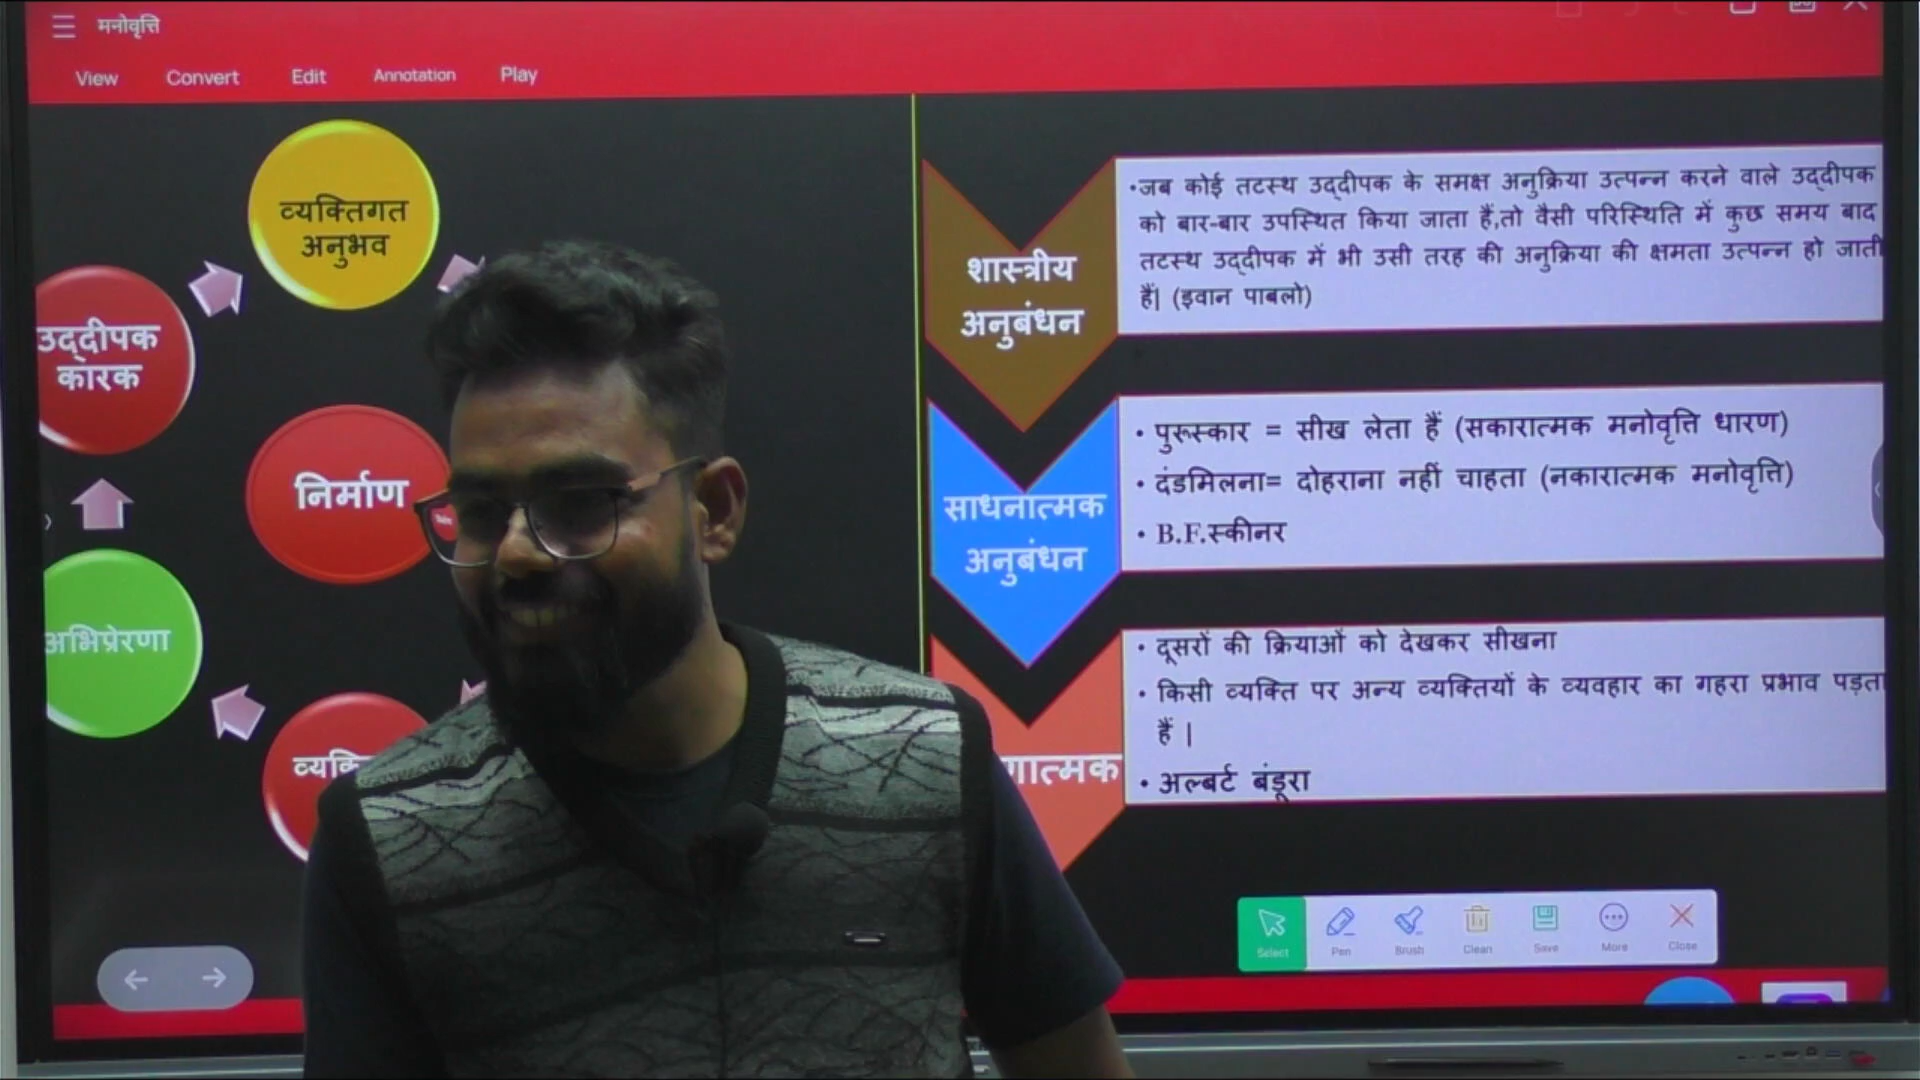 मनोवृत्ति
View Convert Edit Annotation Play
व्यक्तिगत
अनुभव
उद्दीपक
कारक
निर्माण
अभिप्रेरणा
शास्त्रीय
अनुबंधन
•जब कोई तटस्थ उद्दीपक के समक्ष अनुक्रिया उत्पन्न करने वाले उद्दीपक
को बार-बार उपस्थित किया जाता हैं,तो वैसी परिस्थिति में कुछ समय बाद
तटस्थ उद्दीपक में भी उसी तरह की अनुक्रिया की क्षमता उत्पन्न हो जाती
हैं| (इवान पाबलो)
साधनात्मक
अनुबंधन
• पुरूस्कार = सीख लेता हैं (सकारात्मक मनोवृत्ति धारण)
• दंडमिलना= दोहराना नहीं चाहता (नकारात्मक मनोवृत्ति)
• B.F.स्कीनर
• दूसरों की क्रियाओं को देखकर सीखना
• किसी व्यक्ति पर अन्य व्यक्तियों के व्यवहार का गहरा प्रभाव पड़ता
हैं |
• अल्बर्ट बंडूरा
Select Pen Brush Clean Save More Close